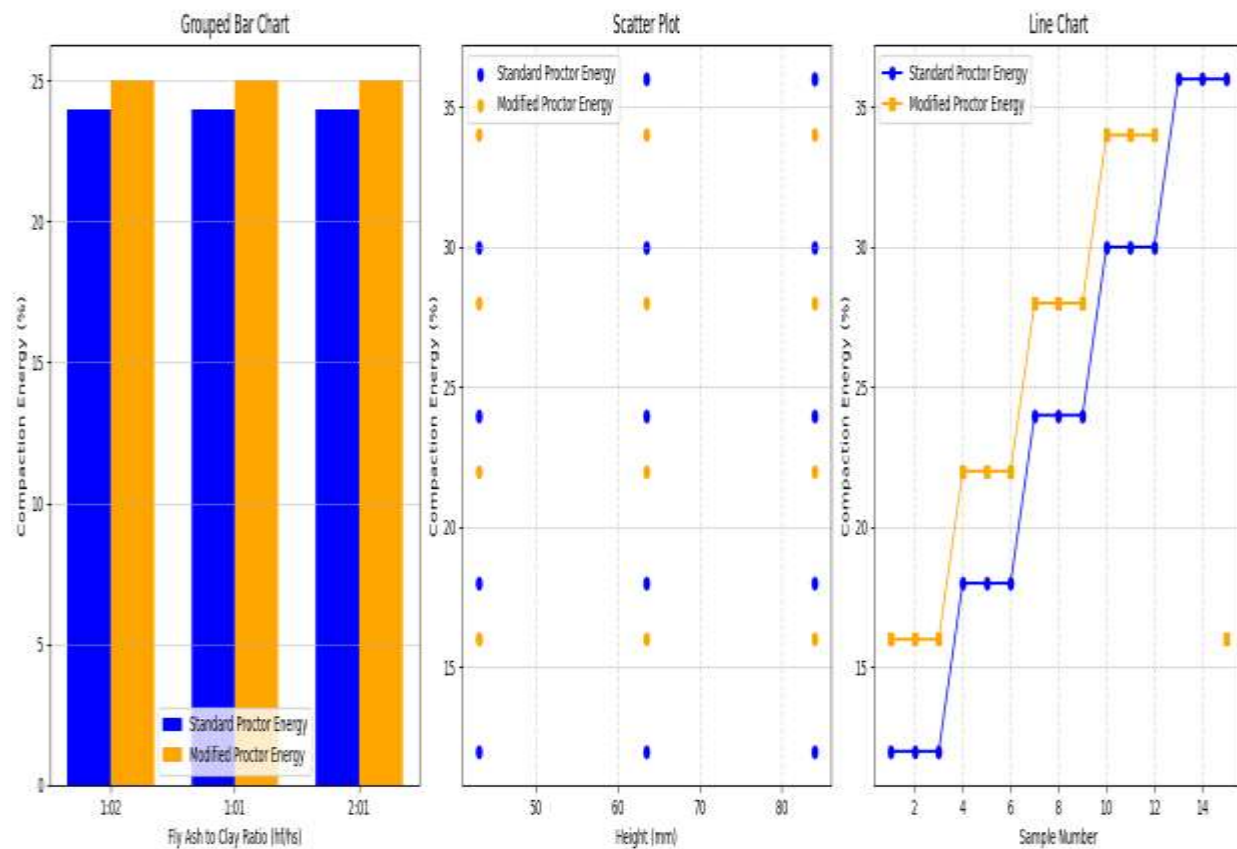 Grouped Bar Chart
25
20
15
10
5
0
Compaction Energy (%)
Standard Proctor Energy
Modified Proctor Energy
1:02 1:01 2:01
Fly Ash to Clay Ratio (hf/hs)
Scatter Plot
Standard Proctor Energy
Modified Proctor Energy
35
30
25
20
15
Compaction Energy (%)
50 60 70 80
Height (mm)
Line Chart
Standard Proctor Energy
Modified Proctor Energy
35
30
25
20
15
Compaction Energy (%)
2 4 6 8 10 12 14
Sample Number